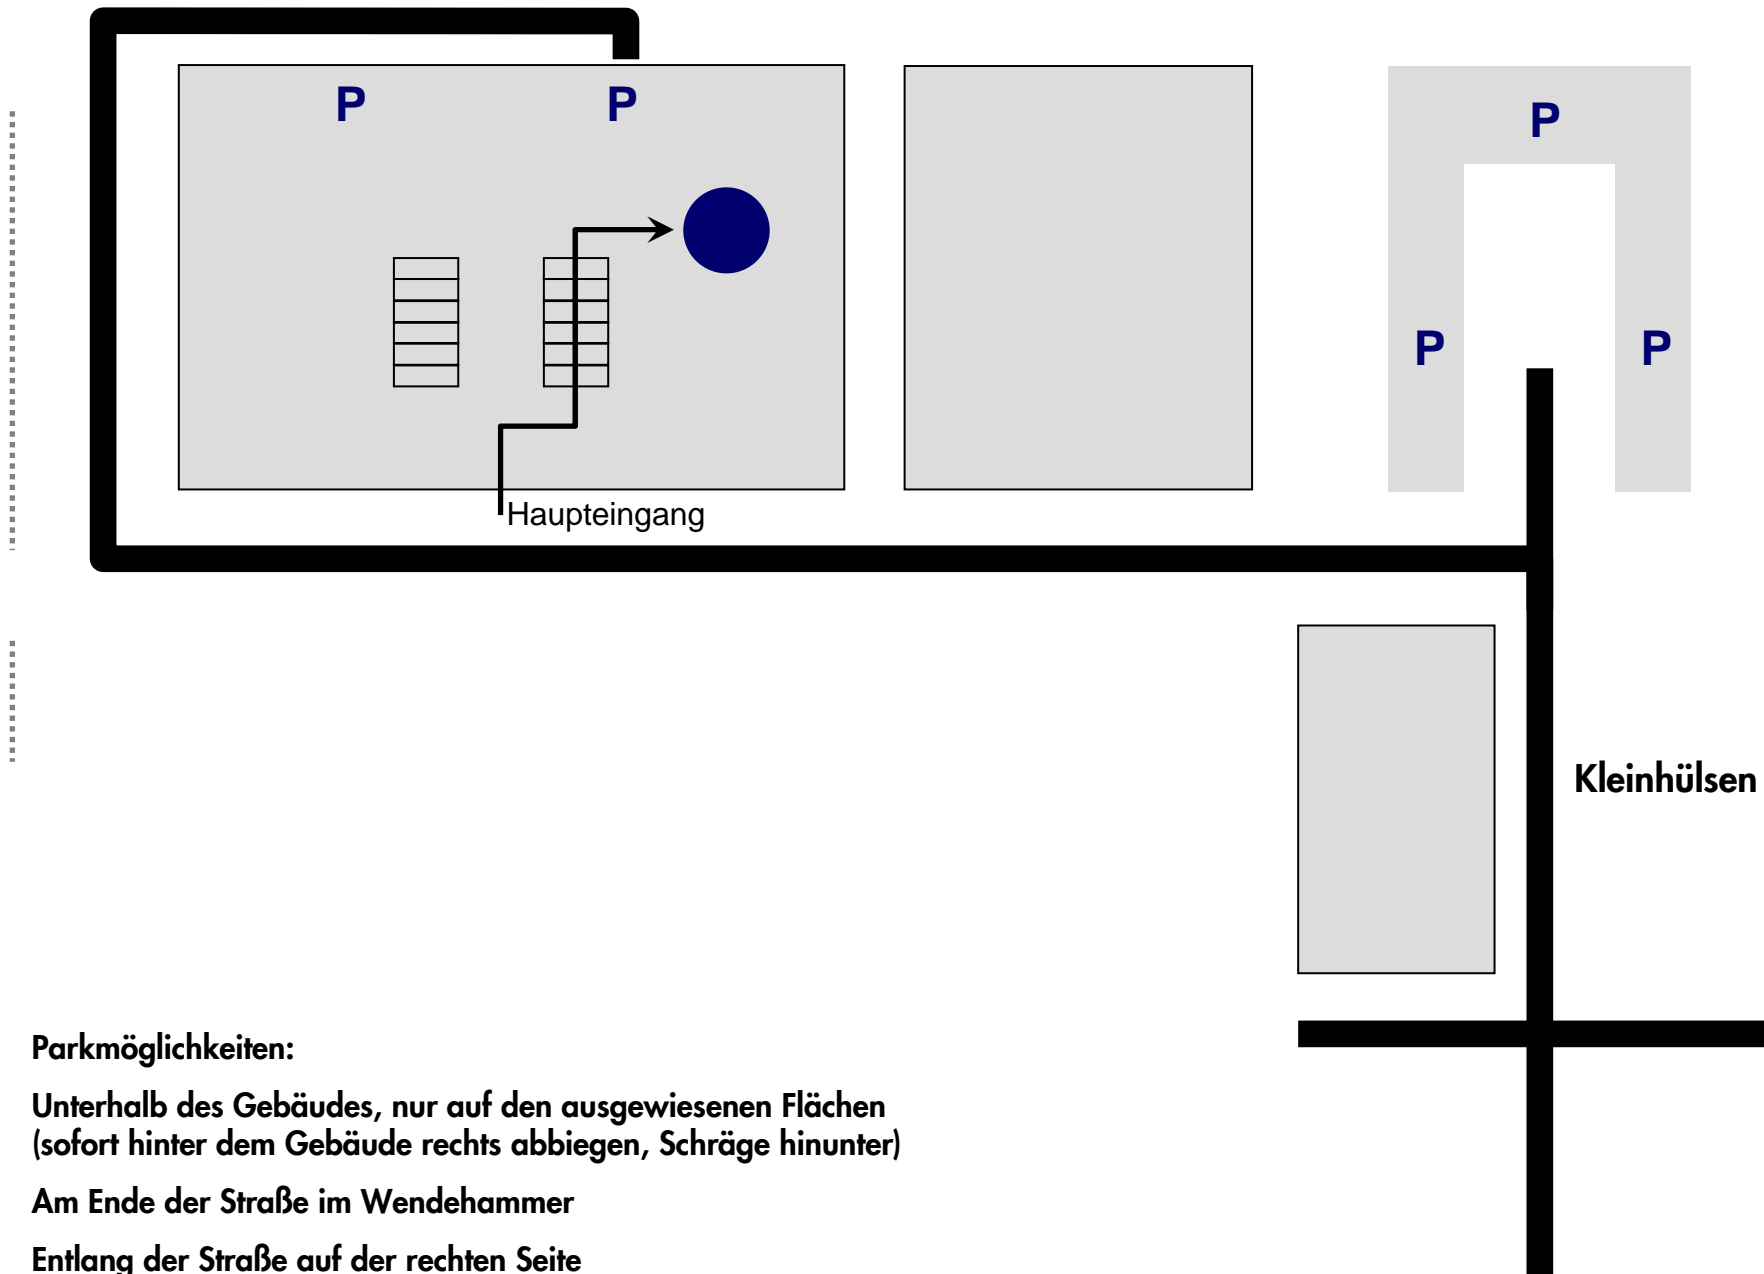 P P
P
P P
Haupteingang
Kleinhülsen
Parkmöglichkeiten:
Unterhalb des Gebäudes, nur auf den ausgewiesenen Flächen
(sofort hinter dem Gebäude rechts abbiegen, Schräge hinunter)
Am Ende der Straße im Wendehammer
Entlang der Straße auf der rechten Seite